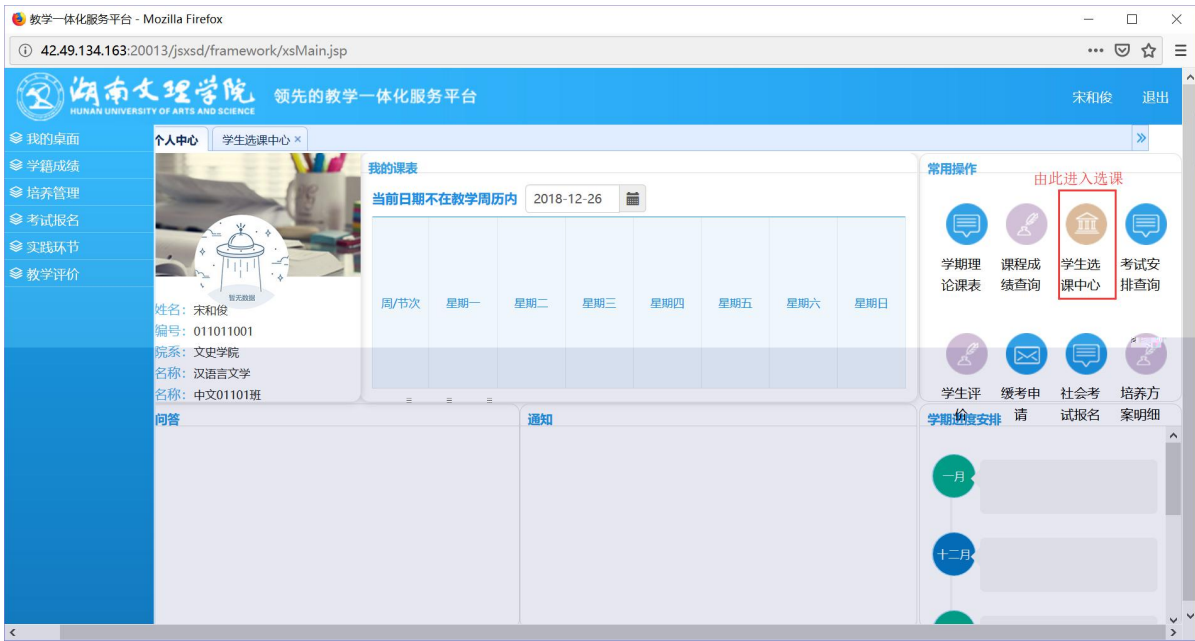 教学一体化服务平台 - Mozilla Firefox
42.49.134.163:20013/jsxsd/framework/xsMain.jsp
湖南文理学院
HUNAN UNIVERSITY OF ARTS AND SCIENCE
领先的教学一体化服务平台
宋和俊 退出
我的桌面
学籍成绩
培养管理
考试报名
实践环节
教学评价
个人中心 学生选课中心 ×
暂无数据
姓名：宋和俊
编号：011011001
院系：文史学院
名称：汉语言文学
名称：中文01101班
我的课表
当前日期不在教学周历内 2018-12-26
周/节次 星期一 星期二 星期三 星期四 星期五 星期六 星期日
常用操作
由此进入选课
学期理论课表
课程成绩查询
学生选课中心
考试安排查询
学生评价
缓考申请
社会考试报名
培养方案明细
问答
通知
学期进度安排
一月
十二月